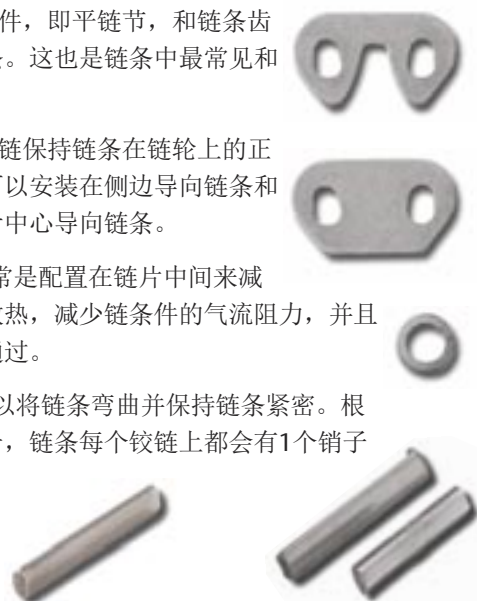 件，即平链节，和链条齿
。这也是链条中最常见和
链保持链条在链轮上的正
可以安装在侧边导向链条和
中心导向链条。
常是配置在链片中间来减
热，减少链条件的气流阻力，并且
通过。
以将链条弯曲并保持链条紧密。根
，链条每个铰链上都会有1个销子